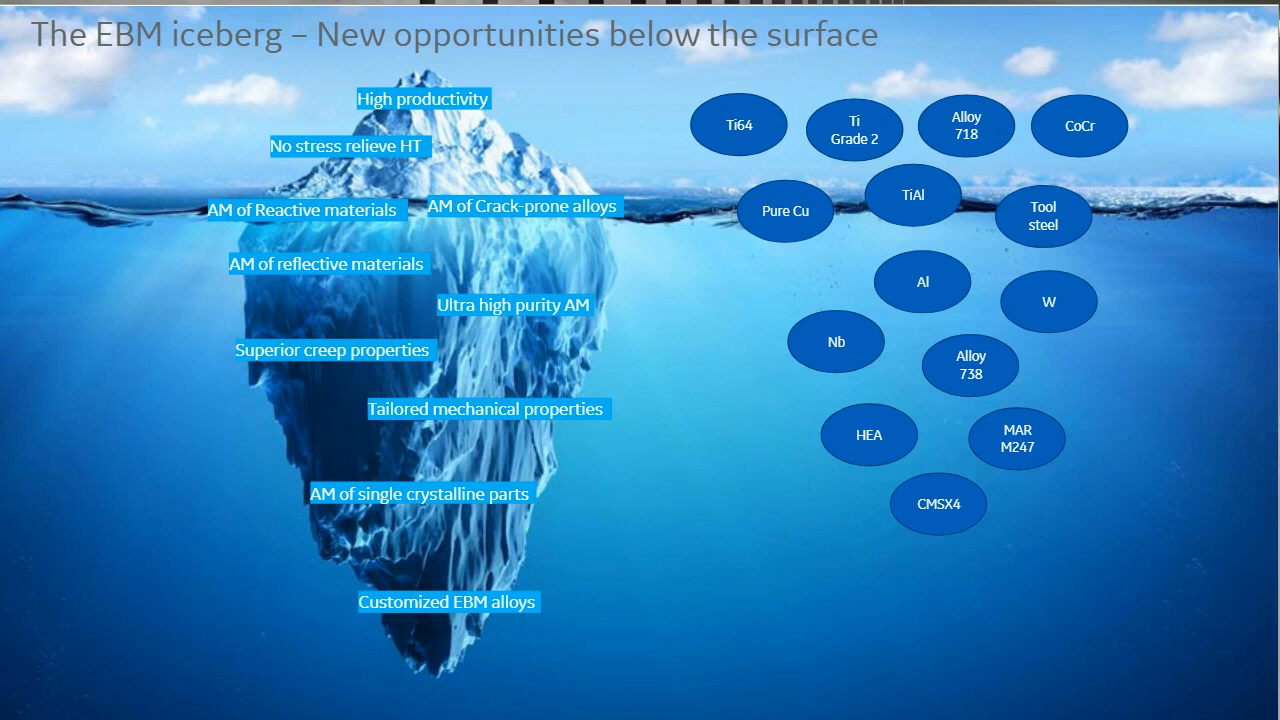 The EBM iceberg – New opportunities below the surface
High productivity
No stress relieve HT
AM of Reactive materials
AM of Crack-prone alloys
AM of reflective materials
Ultra high purity AM
Superior creep properties
Tailored mechanical properties
AM of single crystalline parts
Customized EBM alloys
Ti64
Ti
Grade 2
Alloy
718
CoCr
Pure Cu
TiAl
Tool
steel
Al
W
Nb
Alloy
738
HEA
MAR
M247
CMSX4